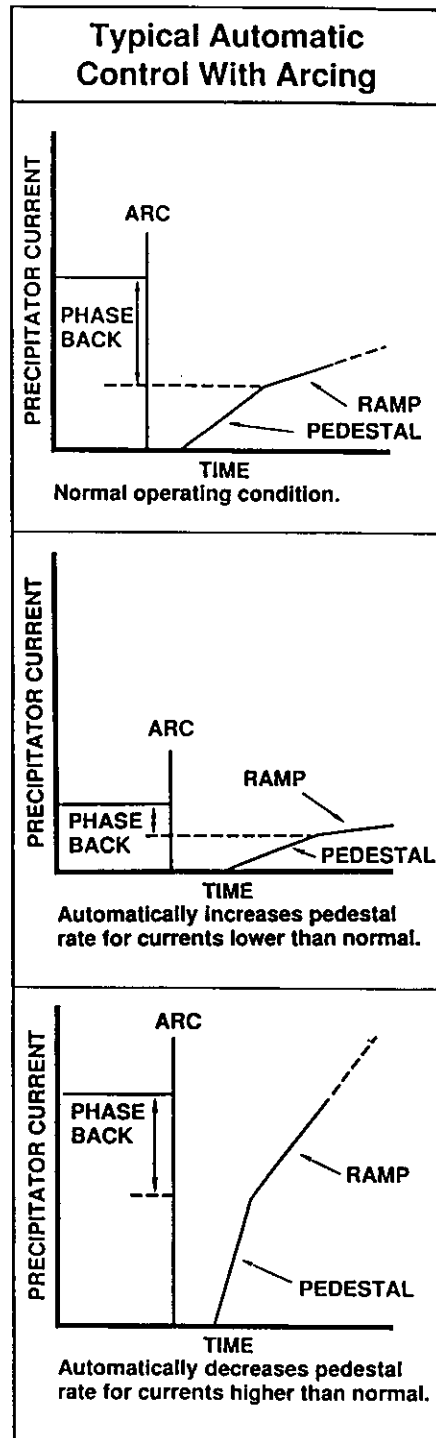 Typical Automatic
Control With Arcing
PRECIPITATOR CURRENT
ARC
PHASE
BACK
RAMP
PEDESTAL
TIME
Normal operating condition.
PRECIPITATOR CURRENT
ARC
RAMP
PHASE
BACK
PEDESTAL
TIME
Automatically increases pedestal
rate for currents lower than normal.
PRECIPITATOR CURRENT
ARC
PHASE
BACK
RAMP
PEDESTAL
TIME
Automatically decreases pedestal
rate for currents higher than normal.